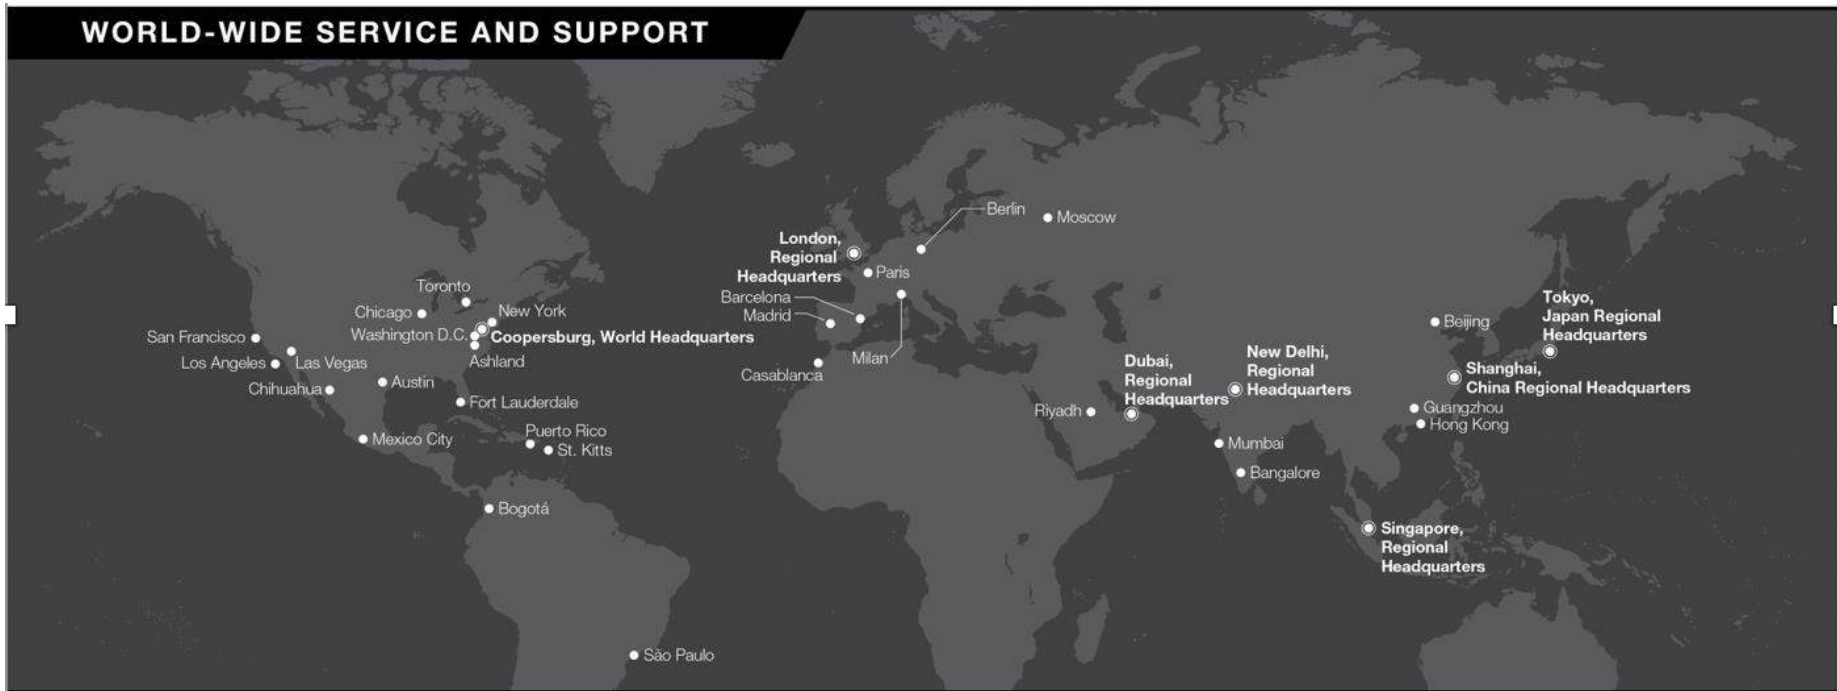 WORLD-WIDE SERVICE AND SUPPORT
Berlin
Moscow
London,
Regional
Headquarters
Paris
Barcelona
Madrid
Milan
Casablanca
Toronto
Chicago
New York
Washington D.C.
Coopersburg, World Headquarters
Ashland
San Francisco
Los Angeles
Las Vegas
Chihuahua
Austin
Fort Lauderdale
Mexico City
Puerto Rico
St. Kitts
Bogotá
São Paulo
Riyadh
Dubai,
Regional
Headquarters
New Delhi,
Regional
Headquarters
Mumbai
Bangalore
Beijing
Tokyo,
Japan Regional
Headquarters
Shanghai,
China Regional Headquarters
Guangzhou
Hong Kong
Singapore,
Regional
Headquarters